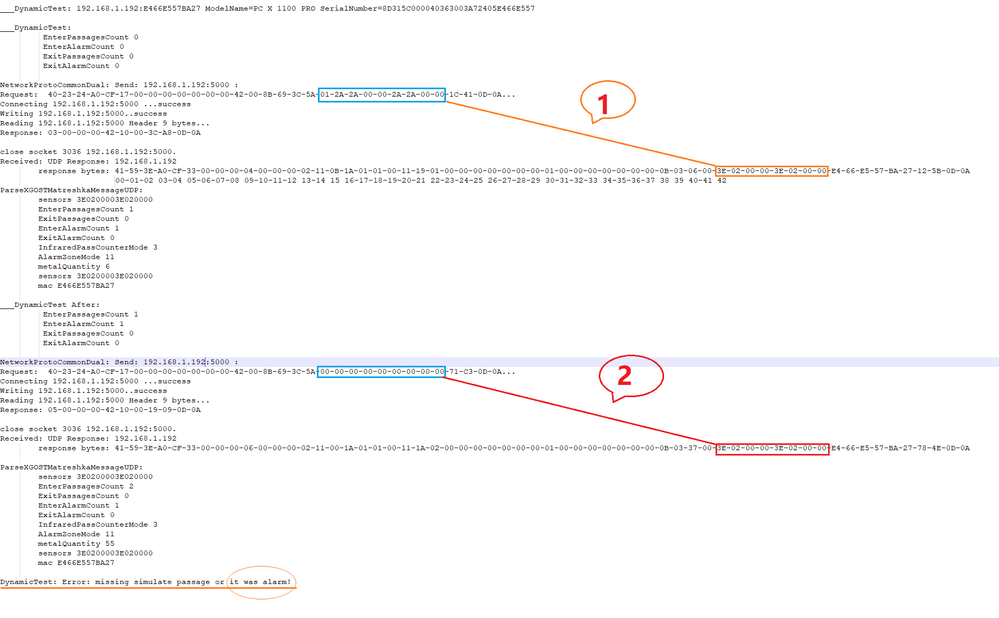 ___DynamicTest: 192.168.1.192:E466E557BA27 ModelName=PC X 1100 PRO SerialNumber=8D315C000040363003A72405E466E557
___DynamicTest:
EnterPassagesCount 0
EnterAlarmCount 0
ExitPassagesCount 0
ExitAlarmCount 0
NetworkProtoCommonDual: Send: 192.168.1.192:5000 :
Request:  40-23-24-A0-CF-17-00-00-00-00-00-00-00-42-00-8B-69-3C-5A-01-2A-2A-00-00-2A-2A-00-00-1C-41-0D-0A...
1
Connecting 192.168.1.192:5000 ...success
Writing 192.168.1.192:5000..success
Reading 192.168.1.192:5000 Header 9 bytes...
Response: 03-00-00-00-42-10-00-3C-A8-0D-0A
close socket 3036 192.168.1.192:5000.
Received: UDP Response: 192.168.1.192
response bytes: 41-59-3E-A0-CF-33-00-00-00-04-00-00-00-02-11-0B-1A-01-01-00-11-19-01-00-00-00-00-00-00-00-01-00-00-00-00-00-00-00-0B-03-06-00-3E-02-00-00-3E-02-00-00-E4-66-E5-57-BA-27-12-5B-0D-0A
00-01-02 03-04 05-06-07-08 09-10-11-12 13-14 15 16-17-18-19-20-21 22-23-24-25 26-27-28-29 30-31-32-33 34-35-36-37 38 39 40-41 42
ParseXGOSTMatreshkaMessageUDP:
sensors 3E0200003E020000
EnterPassagesCount 1
ExitPassagesCount 0
EnterAlarmCount 1
ExitAlarmCount 0
InfraredPassCounterMode 3
AlarmZoneMode 11
metalQuantity 6
sensors 3E0200003E020000
mac E466E557BA27
___DynamicTest After:
EnterPassagesCount 1
EnterAlarmCount 1
ExitPassagesCount 0
ExitAlarmCount 0
NetworkProtoCommonDual: Send: 192.168.1.192:5000 :
Request:  40-23-24-A0-CF-17-00-00-00-00-00-00-00-42-00-8B-69-3C-5A-00-00-00-00-00-00-00-00-00-71-C3-0D-0A...
2
Connecting 192.168.1.192:5000 ...success
Writing 192.168.1.192:5000..success
Reading 192.168.1.192:5000 Header 9 bytes...
Response: 05-00-00-00-42-10-00-19-09-0D-0A
close socket 3036 192.168.1.192:5000.
Received: UDP Response: 192.168.1.192
response bytes: 41-59-3E-A0-CF-33-00-00-00-06-00-00-00-02-11-00-1A-01-01-00-11-1A-02-00-00-00-00-00-00-00-01-00-00-00-00-00-00-00-0B-03-37-00-3E-02-00-00-3E-02-00-00-E4-66-E5-57-BA-27-78-4E-0D-0A
ParseXGOSTMatreshkaMessageUDP:
sensors 3E0200003E020000
EnterPassagesCount 2
ExitPassagesCount 0
EnterAlarmCount 1
ExitAlarmCount 0
InfraredPassCounterMode 3
AlarmZoneMode 11
metalQuantity 55
sensors 3E0200003E020000
mac E466E557BA27
DynamicTest: Error: missing simulate passage or it was alarm!